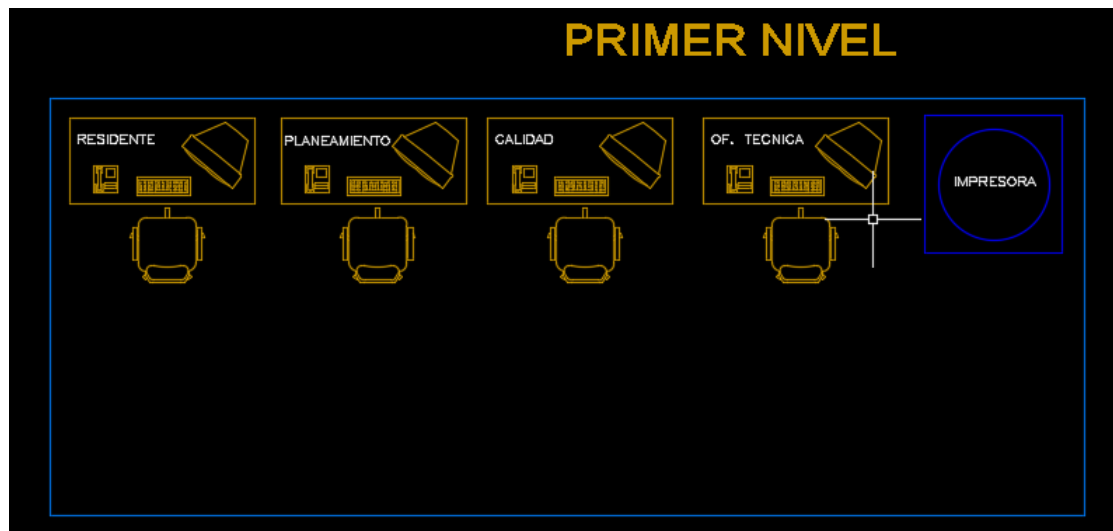 PRIMER NIVEL
RESIDENTE
PLANEAMIENTO
CALIDAD
OF. TECNICA
IMPRESORA